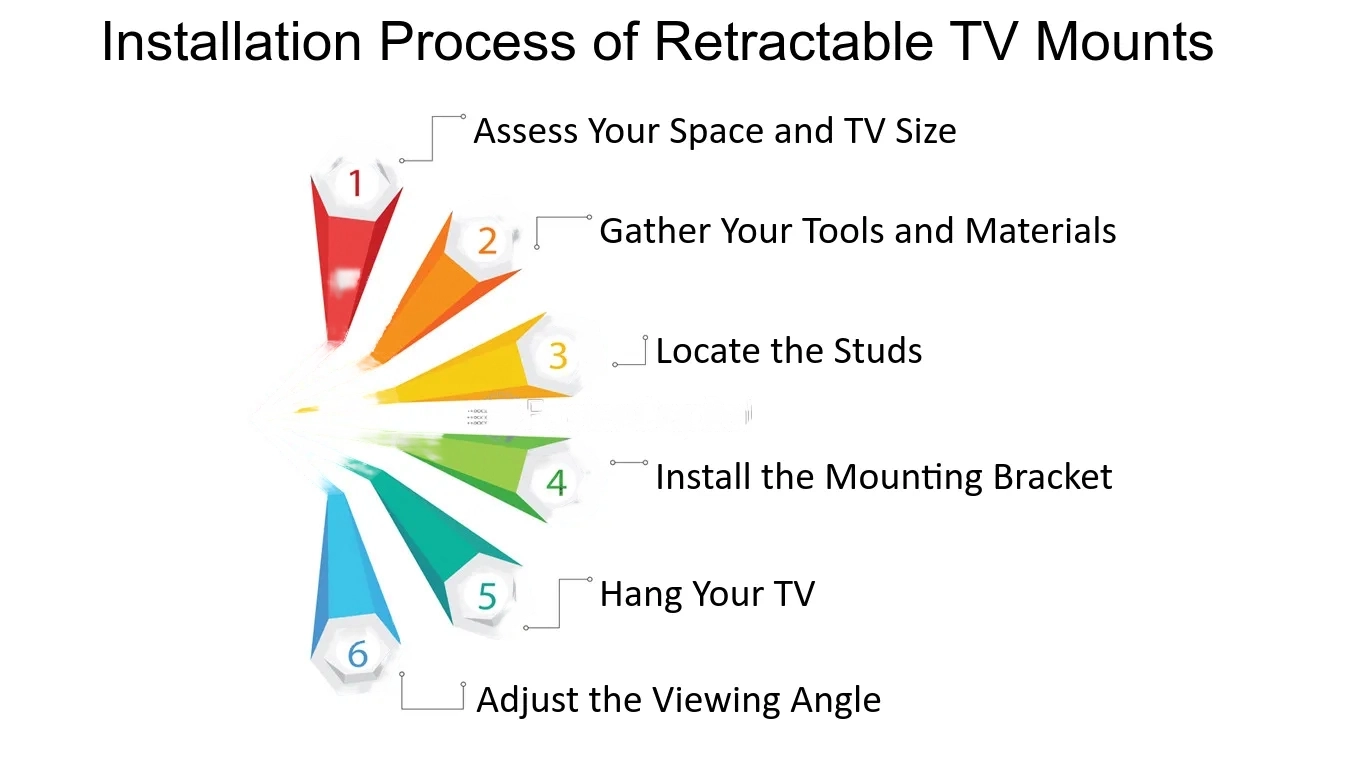 Installation Process of Retractable TV Mounts
1
Assess Your Space and TV Size
2
Gather Your Tools and Materials
3
Locate the Studs
4
Install the Mounting Bracket
5
Hang Your TV
6
Adjust the Viewing Angle